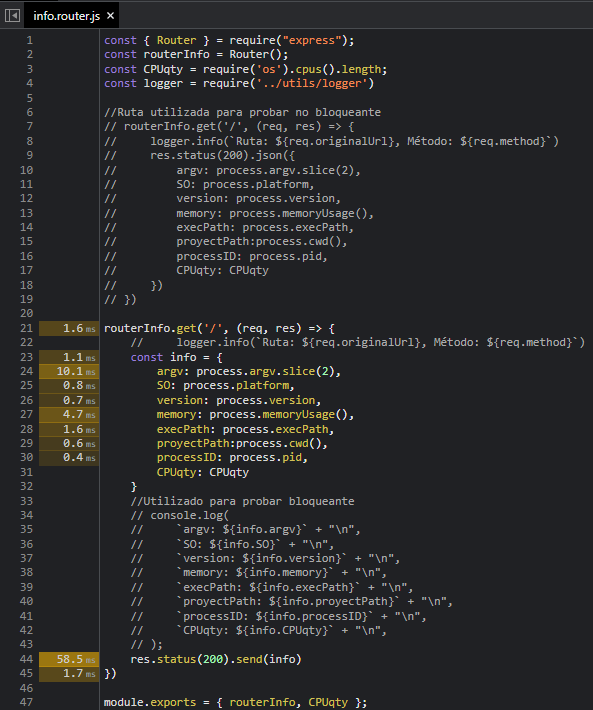 info.router.js ×
1 const { Router } = require("express");
2 const routerInfo = Router();
3 const CPUqty = require('os').cpus().length;
4 const logger = require('../utils/logger')
5
6 //Ruta utilizada para probar no bloqueante
7 // routerInfo.get('/', (req, res) => {
8 //     logger.info(`Ruta: ${req.originalUrl}, Método: ${req.method}`)
9 //     res.status(200).json({
10 //         argv: process.argv.slice(2),
11 //         SO: process.platform,
12 //         version: process.version,
13 //         memory: process.memoryUsage(),
14 //         execPath: process.execPath,
15 //         proyectPath:process.cwd(),
16 //         processID: process.pid,
17 //         CPUqty: CPUqty
18 //     })
19 // })
20
21 1.6 ms routerInfo.get('/', (req, res) => {
22     //     logger.info(`Ruta: ${req.originalUrl}, Método: ${req.method}`)
23 1.1 ms     const info = {
24 10.1 ms         argv: process.argv.slice(2),
25 0.8 ms         SO: process.platform,
26 0.7 ms         version: process.version,
27 4.7 ms         memory: process.memoryUsage(),
28 1.6 ms         execPath: process.execPath,
29 0.6 ms         proyectPath:process.cwd(),
30 0.4 ms         processID: process.pid,
31         CPUqty: CPUqty
32     }
33     //Utilizado para probar bloqueante
34     // console.log(
35     //     `argv: ${info.argv}` + "\n",
36     //     `SO: ${info.SO}` + "\n",
37     //     `version: ${info.version}` + "\n",
38     //     `memory: ${info.memory}` + "\n",
39     //     `execPath: ${info.execPath}` + "\n",
40     //     `proyectPath: ${info.proyectPath}` + "\n",
41     //     `processID: ${info.processID}` + "\n",
42     //     `CPUqty: ${info.CPUqty}` + "\n",
43     // );
44 58.5 ms     res.status(200).send(info)
45 1.7 ms })
46
47 module.exports = { routerInfo, CPUqty };